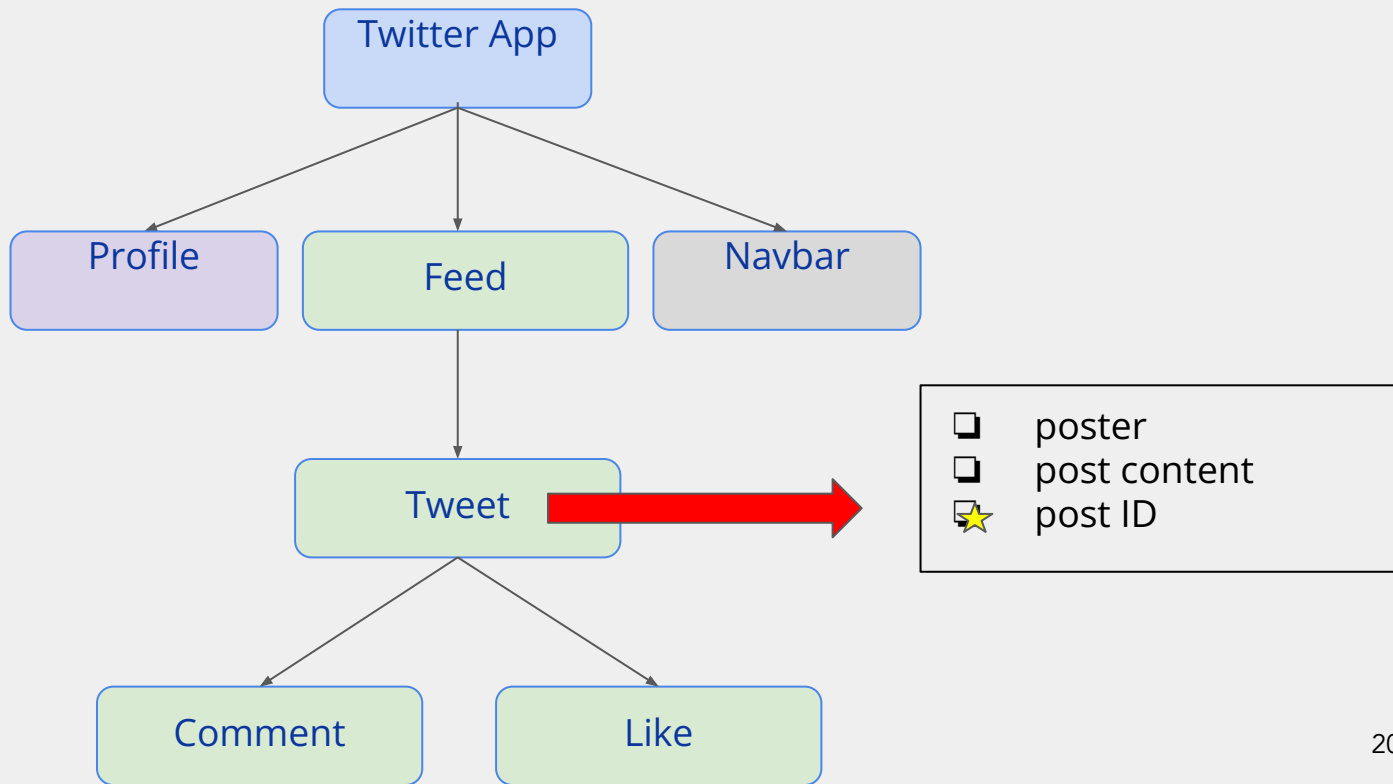 Twitter App
Profile
Feed
Navbar
poster
post content
post ID
Tweet
Comment
Like